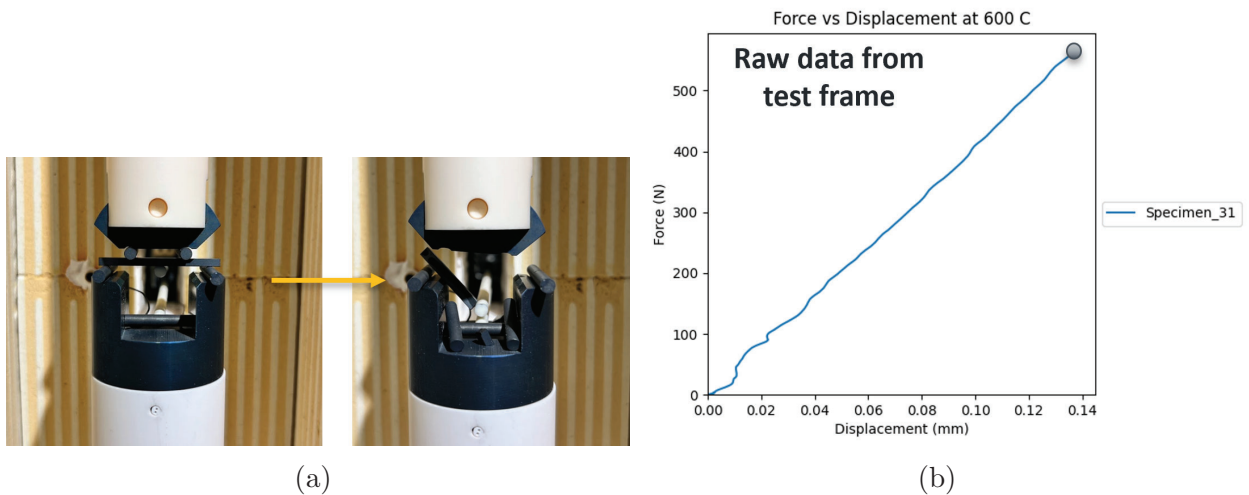 Force vs Displacement at 600 C
Raw data from
test frame
500
400
300
200
100
0
Force (N)
0.00 0.02 0.04 0.06 0.08 0.10 0.12 0.14
Displacement (mm)
Specimen_31
(a)
(b)